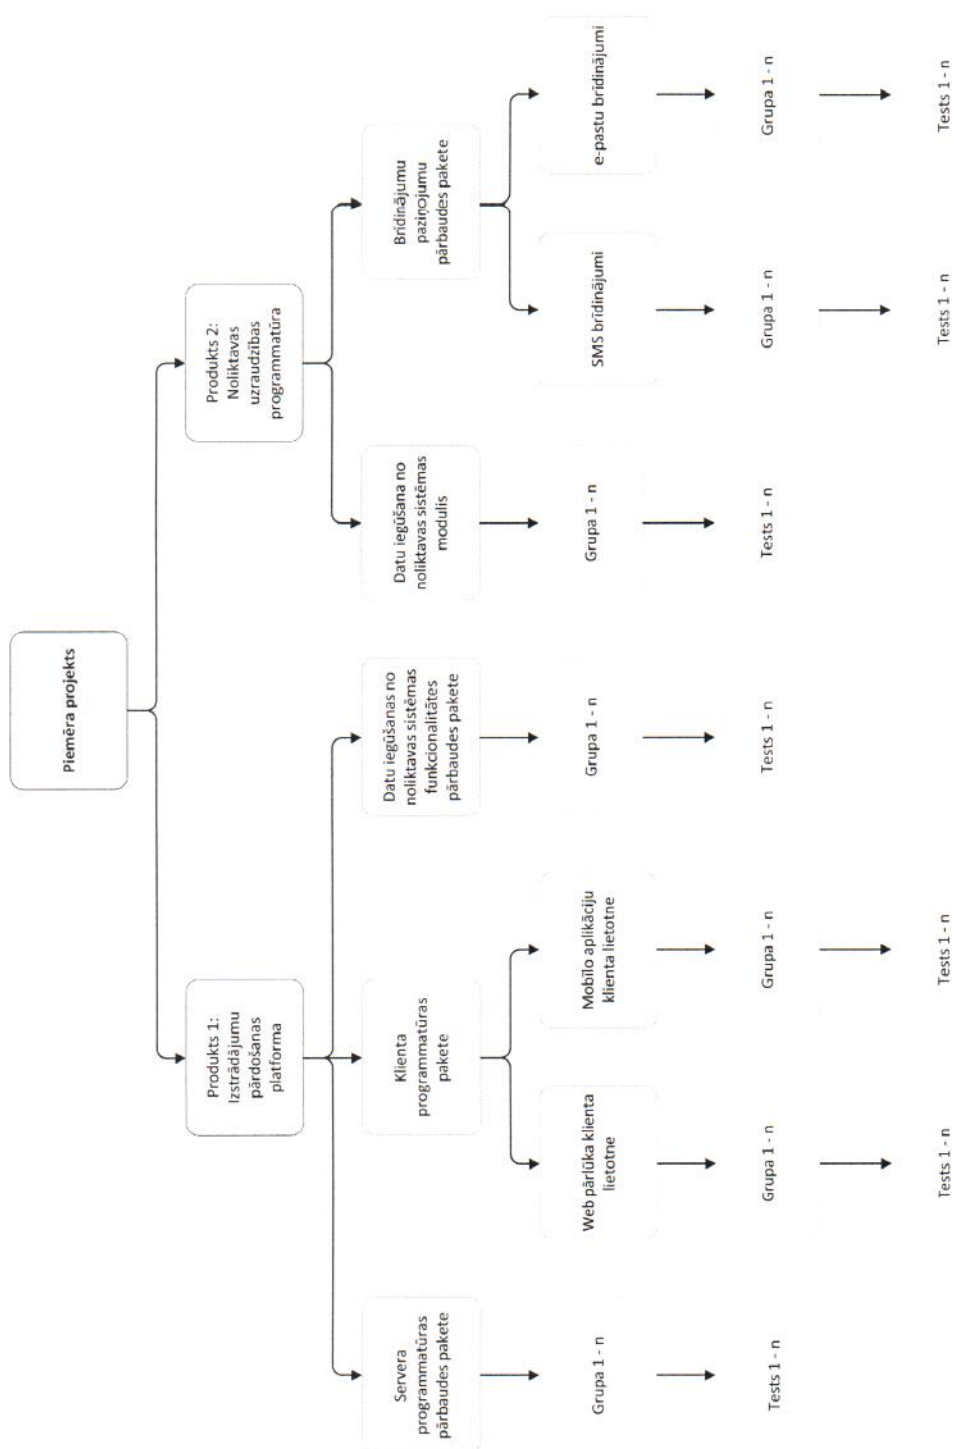 Piemēra projekts
Produkts 1:
Izstrādājumu
pārdošanas
platforma
Produkts 2:
Noliktavas
uzraudzības
programmatūra
Servera
programmatūras
pārbaudes pakete
Klienta
programmatūras
pakete
Datu iegūšanas no
noliktavas sistēmas
funkcionalitātes
pārbaudes pakete
Datu iegūšana no
noliktavas sistēmas
modulis
Brīdinājumu
paziņojumu
pārbaudes pakete
Grupa 1 - n
Web pārlūka klienta
lietotne
Mobīlo aplikāciju
klienta lietotne
Grupa 1 - n
Grupa 1 - n
SMS brīdinājumi
e-pastu brīdinājumi
Tests 1 - n
Grupa 1 - n
Grupa 1 - n
Tests 1 - n
Tests 1 - n
Grupa 1 - n
Grupa 1 - n
Tests 1 - n
Tests 1 - n
Tests 1 - n
Tests 1 - n